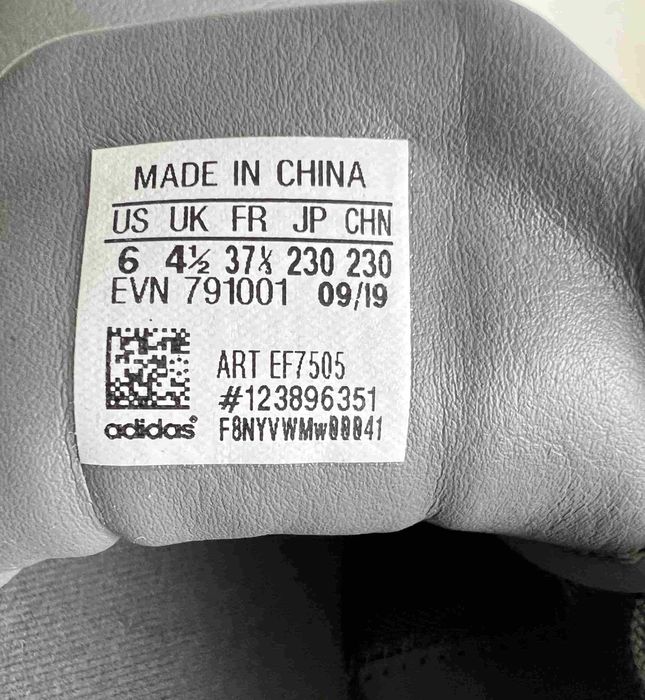 MADE IN CHINA
US UK FR JP CHN
6 4½ 37⅓ 230 230
EVN 791001 09/19
ART EF7505
#123896351
adidas® F8NYVWMw00041